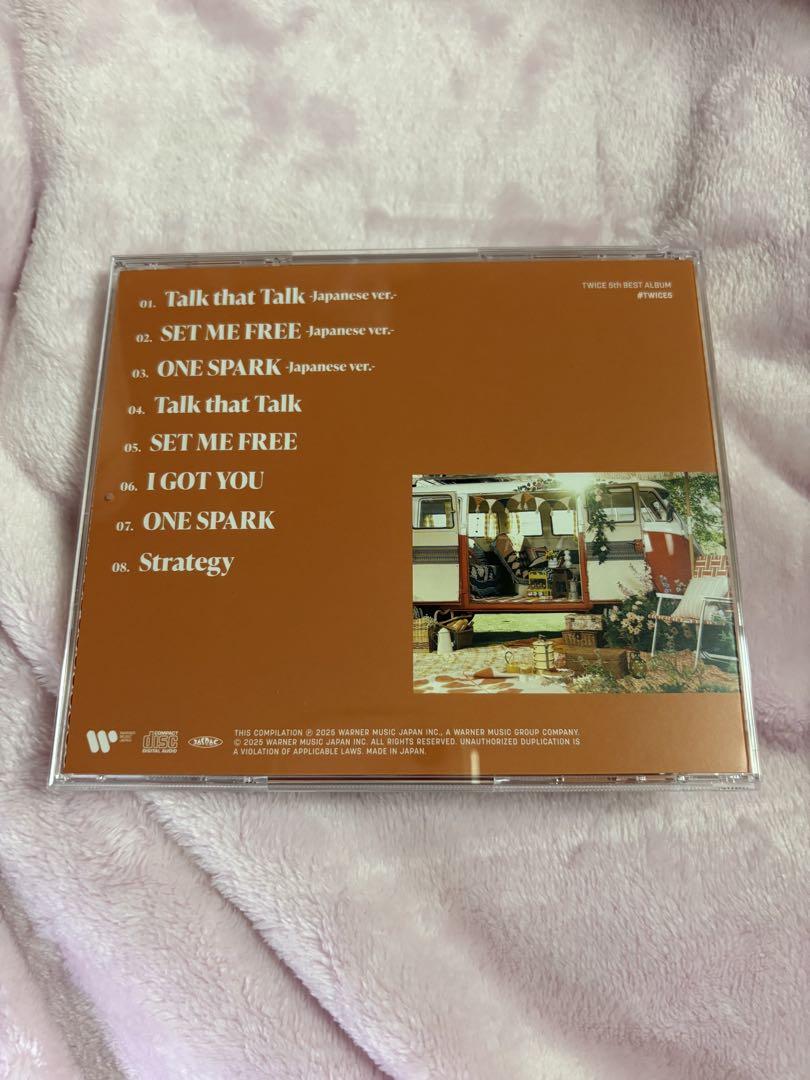 01. Talk that Talk -Japanese ver.-
02. SET ME FREE -Japanese ver.-
03. ONE SPARK -Japanese ver.-
04. Talk that Talk
05. SET ME FREE
06. I GOT YOU
07. ONE SPARK
08. Strategy
TWICE 5th BEST ALBUM
#TWICE5
WARNER MUSIC JAPAN
COMPACT disc DIGITAL AUDIO
THIS COMPILATION ℗ 2025 WARNER MUSIC JAPAN INC., A WARNER MUSIC GROUP COMPANY.
© 2025 WARNER MUSIC JAPAN INC. ALL RIGHTS RESERVED. UNAUTHORIZED DUPLICATION IS
A VIOLATION OF APPLICABLE LAWS. MADE IN JAPAN.